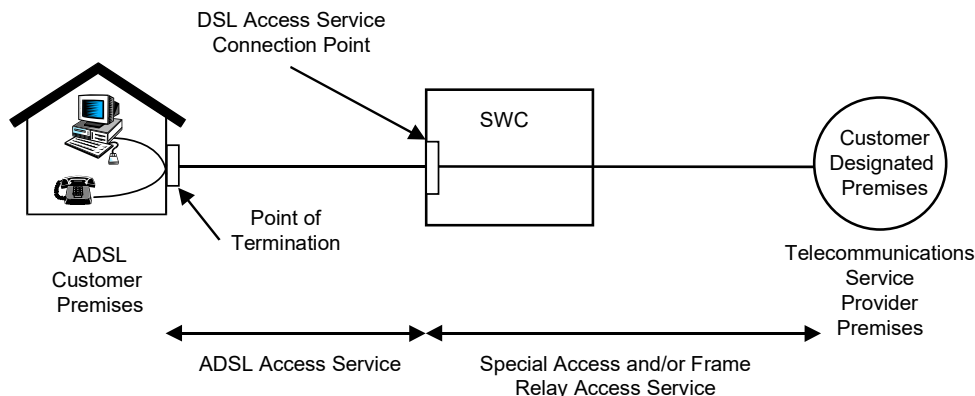 DSL Access Service
Connection Point
SWC
Customer
Designated
Premises
Point of
Termination
ADSL
Customer
Premises
Telecommunications
Service
Provider
Premises
ADSL Access Service
Special Access and/or Frame
Relay Access Service